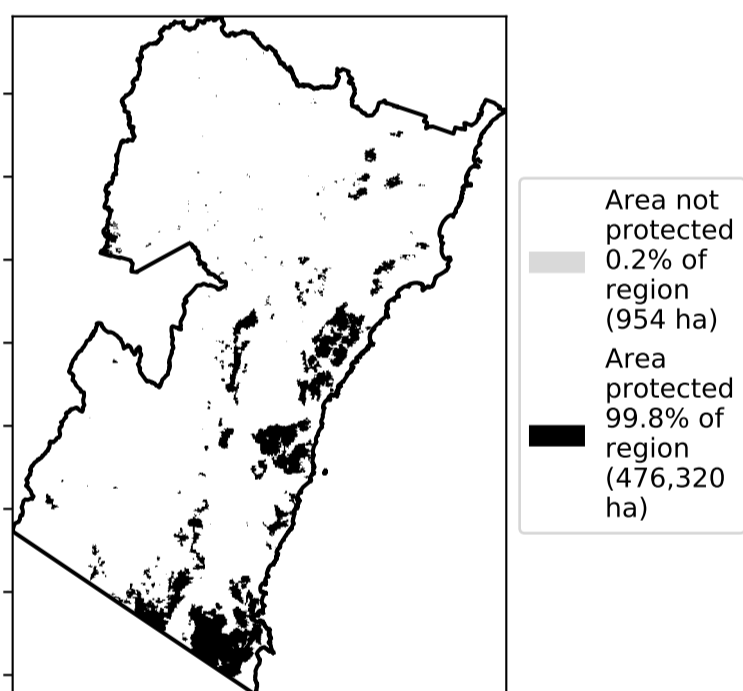 Area not
protected
0.2% of
region
(954 ha)
Area
protected
99.8% of
region
(476,320
ha)